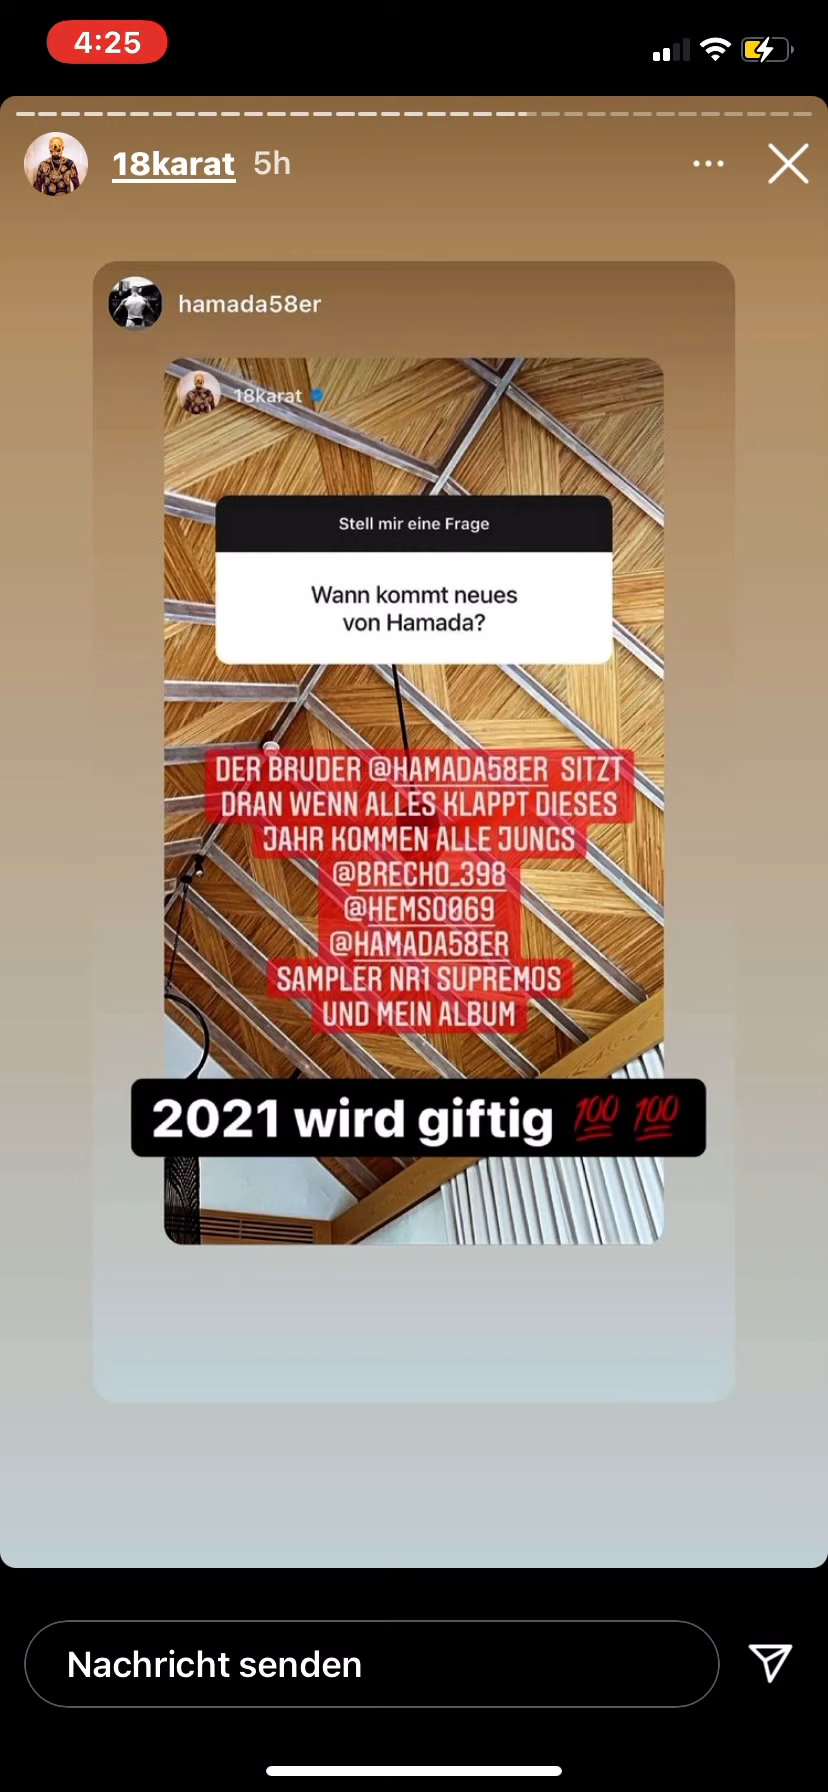 4:25
18karat 5h
hamada58er
18karat
Stell mir eine Frage
Wann kommt neues
von Hamada?
DER BRUDER @HAMADA58ER SITZT
DRAN WENN ALLES KLAPPT DIESES
JAHR KOMMEN ALLE JUNGS
@BRECHO_398
@HEMSO069
@HAMADA58ER
SAMPLER NR1 SUPREMOS
UND MEIN ALBUM
2021 wird giftig 💯 💯
Nachricht senden